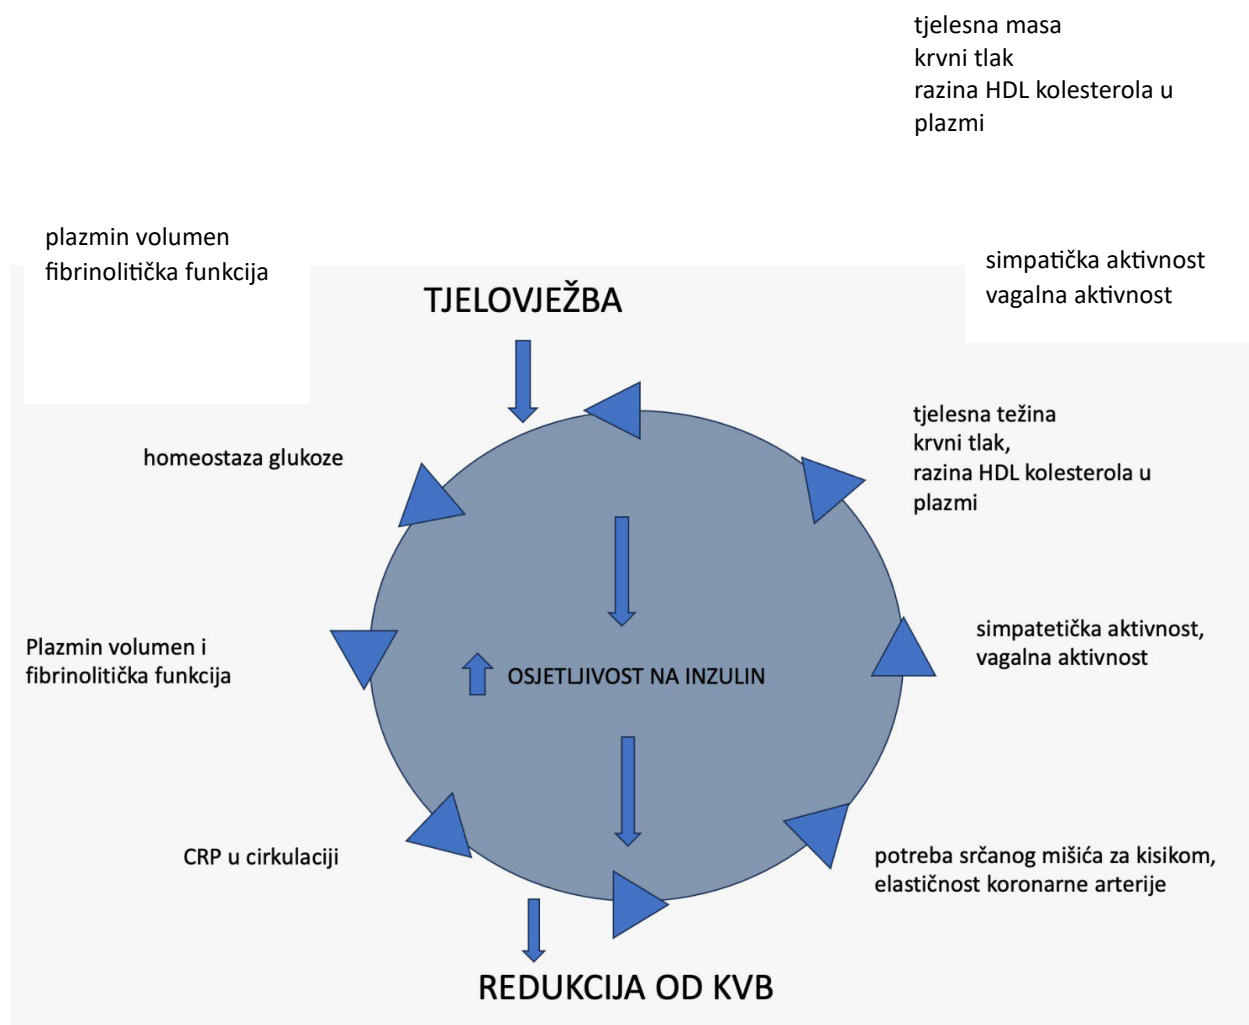 tjelesna masa
krvni tlak
razina HDL kolesterola u
plazmi
plazmin volumen
fibrinolitička funkcija
simpatička aktivnost
vagalna aktivnost
TJELOVJEŽBA
homeostaza glukoze
tjelesna težina
krvni tlak,
razina HDL kolesterola u
plazmi
Plazmin volumen i
fibrinolitička funkcija
OSJETLJIVOST NA INZULIN
simpatetička aktivnost,
vagalna aktivnost
CRP u cirkulaciji
potreba srčanog mišića za kisikom,
elastičnost koronarne arterije
REDUKCIJA OD KVB